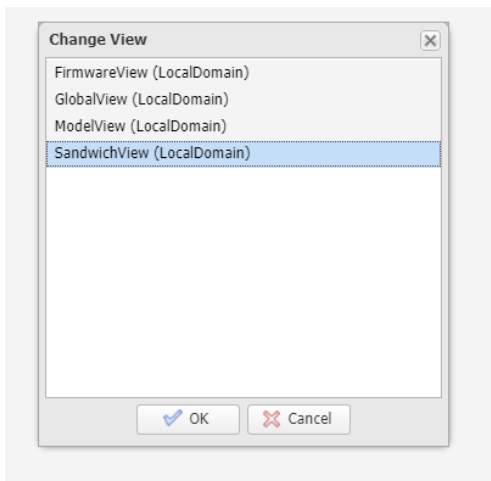 Change View
FirmwareView (LocalDomain)
GlobalView (LocalDomain)
ModelView (LocalDomain)
SandwichView (LocalDomain)
OK
Cancel